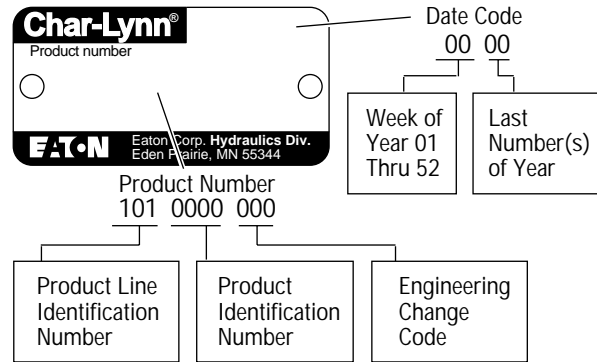 Char-Lynn®
Product number
EATON
Eaton Corp. Hydraulics Div.
Eden Prairie, MN 55344
Date Code
00 00
Week of
Year 01
Thru 52
Last
Number(s)
of Year
Product Number
101 0000 000
Product Line
Identification
Number
Product
Identification
Number
Engineering
Change
Code